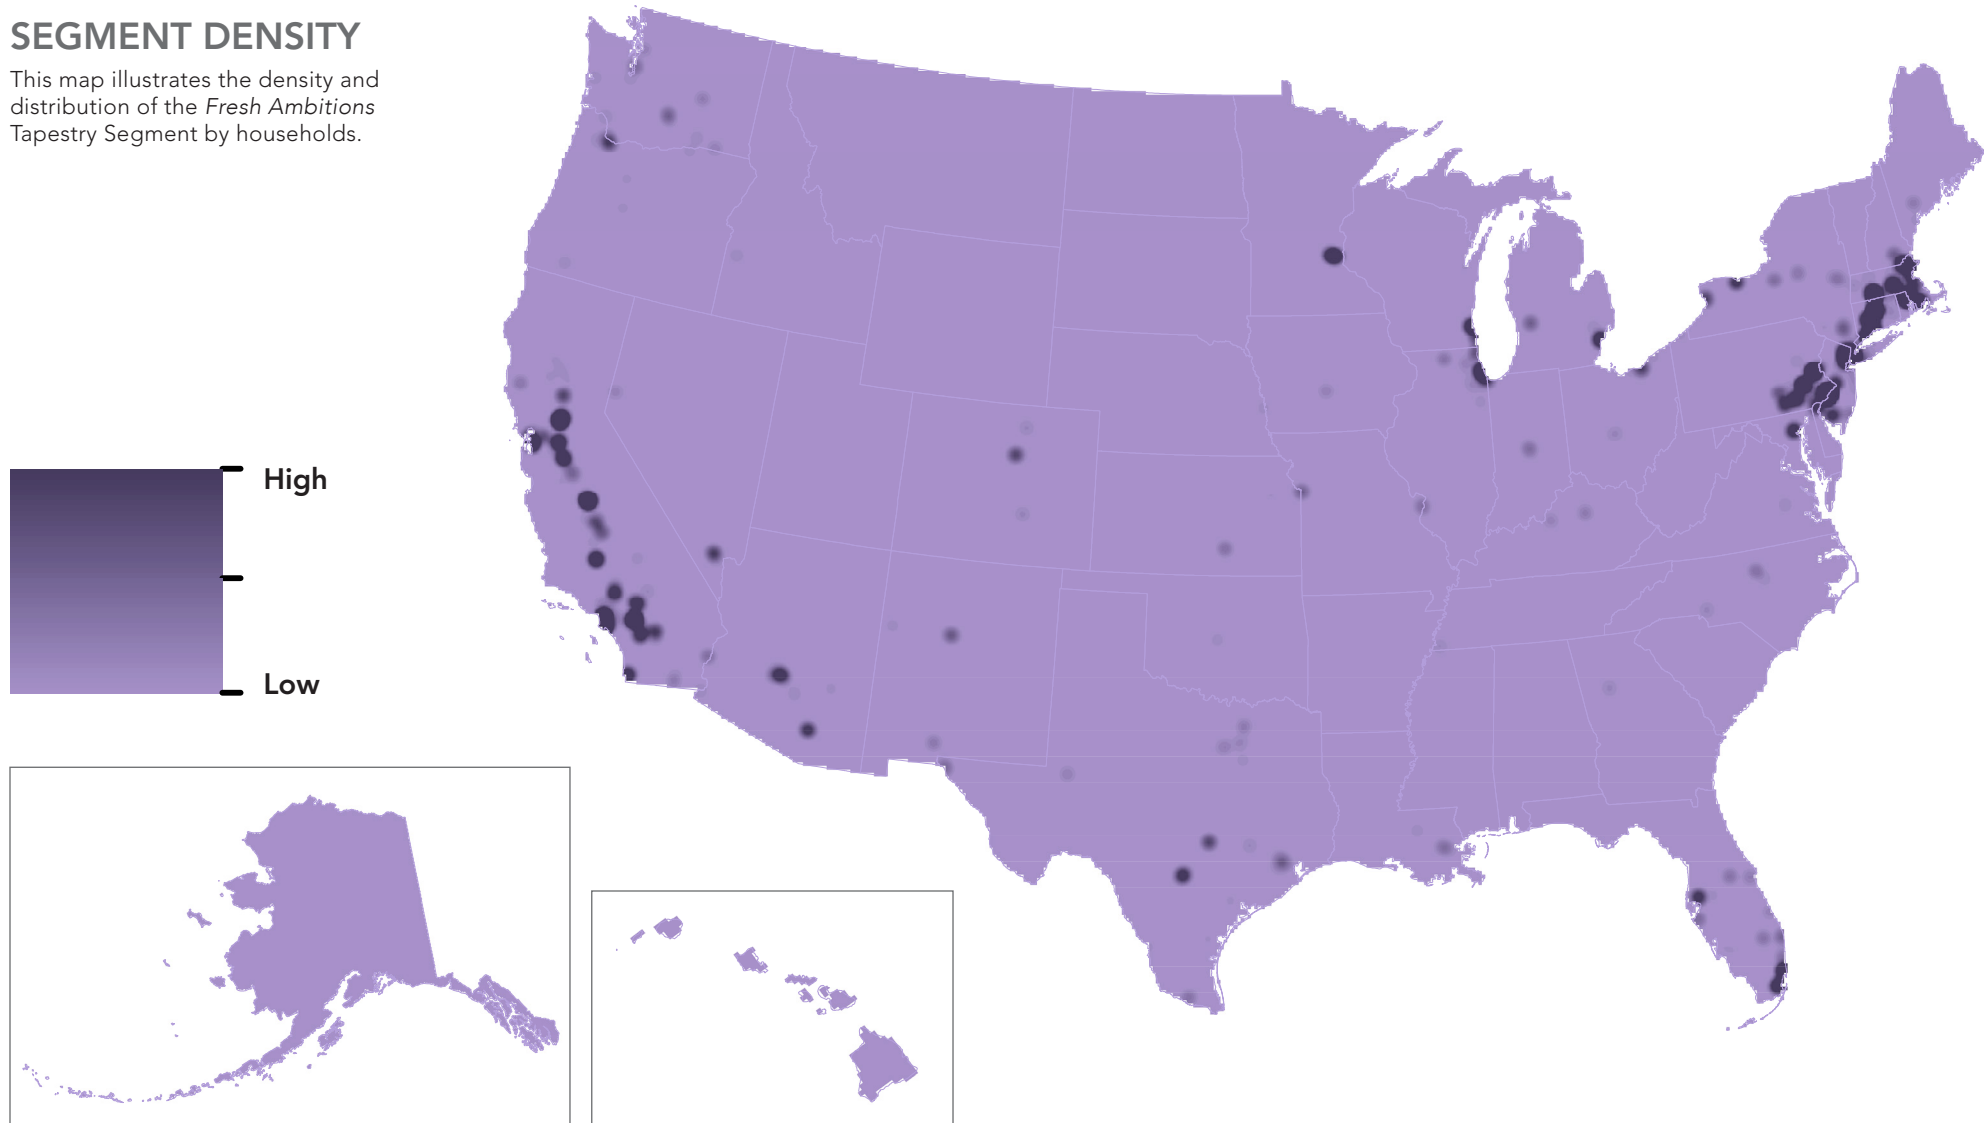 SEGMENT DENSITY
This map illustrates the density and
distribution of the Fresh Ambitions
Tapestry Segment by households.
High
Low